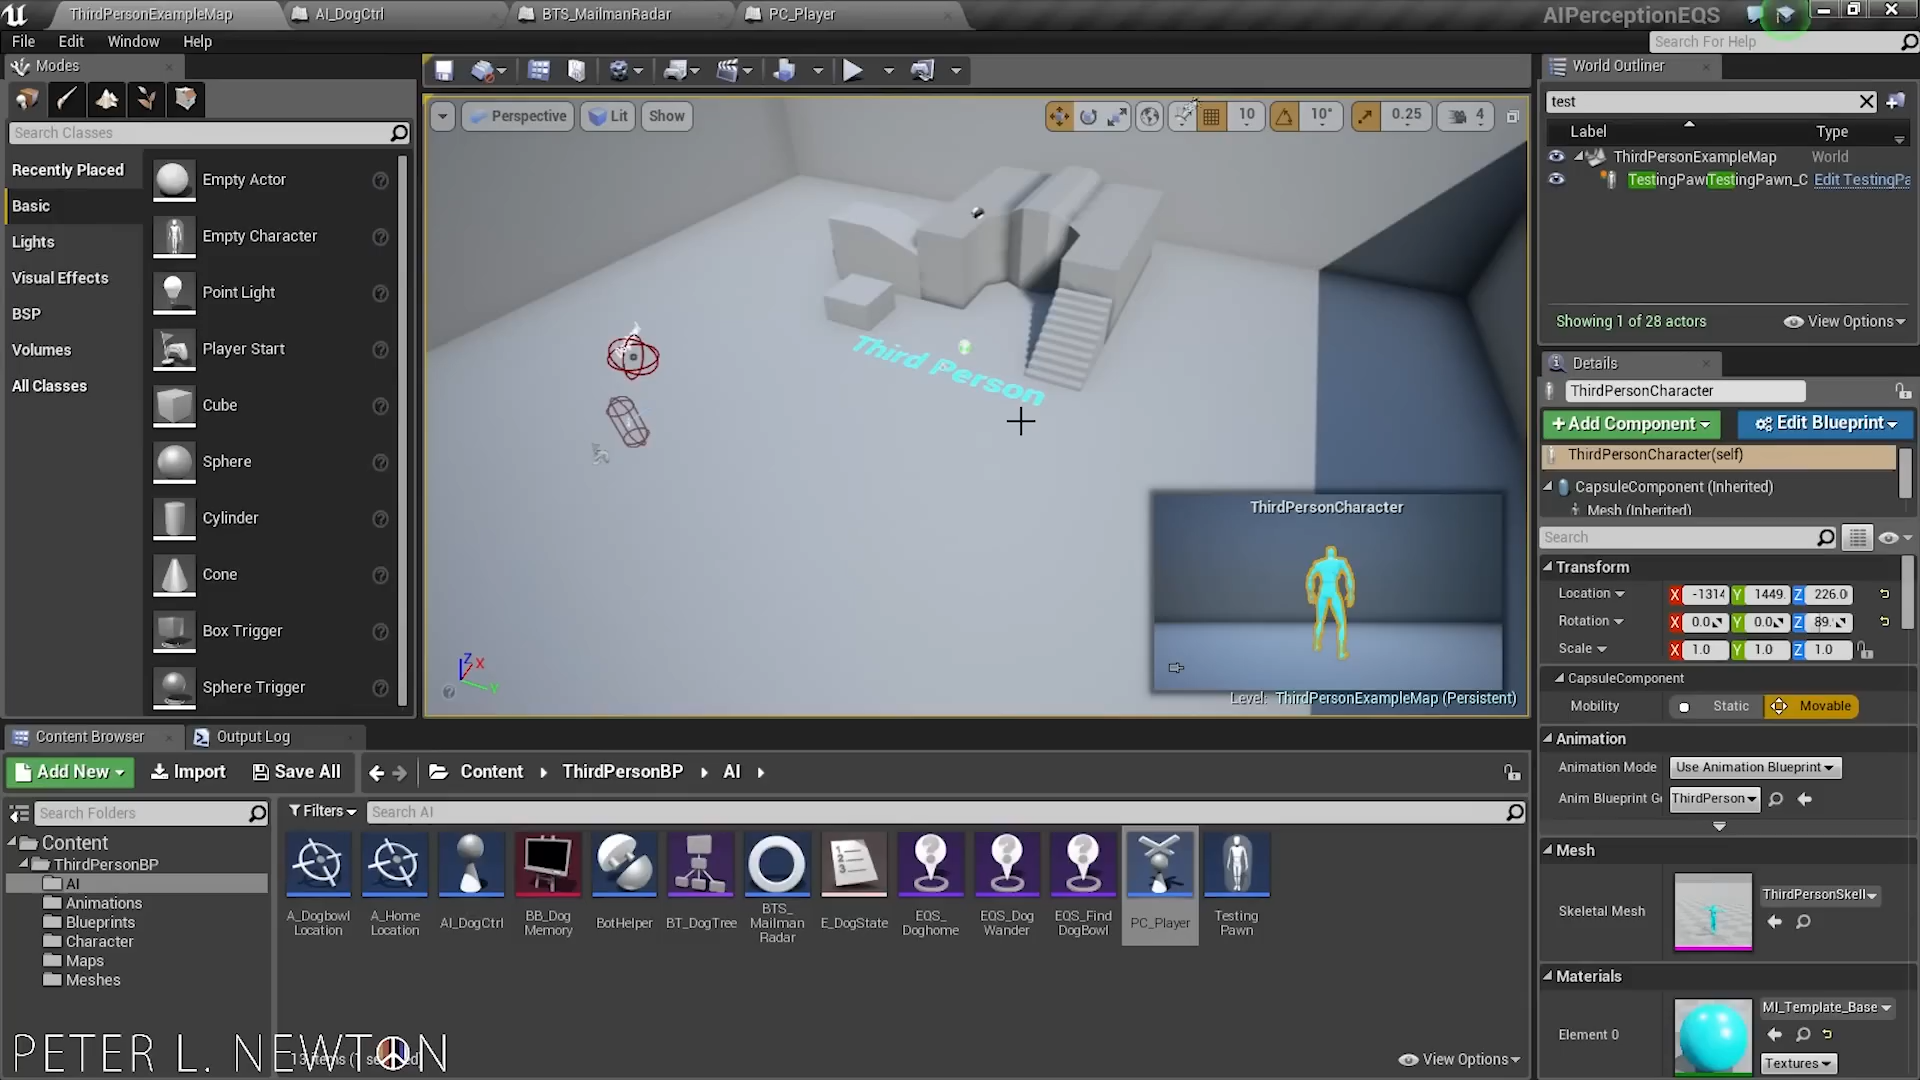 ThirdPersonExampleMap
AI_DogCtrl
BTS_MailmanRadar
PC_Player
AIPerceptionEQS
File Edit Window Help
Search For Help
Modes
Search Classes
Recently Placed
Basic
Lights
Visual Effects
BSP
Volumes
All Classes
Empty Actor
Empty Character
Point Light
Player Start
Cube
Sphere
Cylinder
Cone
Box Trigger
Sphere Trigger
Perspective
Lit
Show
10
10°
0.25
4
Third Person
ThirdPersonCharacter
Level: ThirdPersonExampleMap (Persistent)
World Outliner
test
Label
Type
ThirdPersonExampleMap
World
TestingPawn
TestingPawn_C
Edit TestingPa
Showing 1 of 28 actors
View Options
Details
ThirdPersonCharacter
+Add Component
Edit Blueprint
ThirdPersonCharacter(self)
CapsuleComponent (Inherited)
Mesh (Inherited)
Search
Transform
Location X -1314 Y 1449. Z 226.0
Rotation X 0.0 Y 0.0 Z 89.
Scale X 1.0 Y 1.0 Z 1.0
CapsuleComponent
Mobility Static Movable
Animation
Animation Mode Use Animation Blueprint
Anim Blueprint G ThirdPerson
Mesh
Skeletal Mesh
ThirdPersonSkel
Materials
Element 0
MI_Template_Base
Textures
Content Browser
Output Log
Add New
Import
Save All
Content
ThirdPersonBP
AI
Search Folders
Filters
Search AI
Content
ThirdPersonBP
AI
Animations
Blueprints
Character
Maps
Meshes
A_Dogbowl
Location
A_Home
Location
AI_DogCtrl
BB_Dog
Memory
BotHelper
BT_DogTree
BTS_
Mailman
Radar
E_DogState
EQS_
Doghome
EQS_Dog
Wander
EQS_Find
DogBowl
PC_Player
Testing
Pawn
13 items (1 se
View Options
PETER L. NEWTON